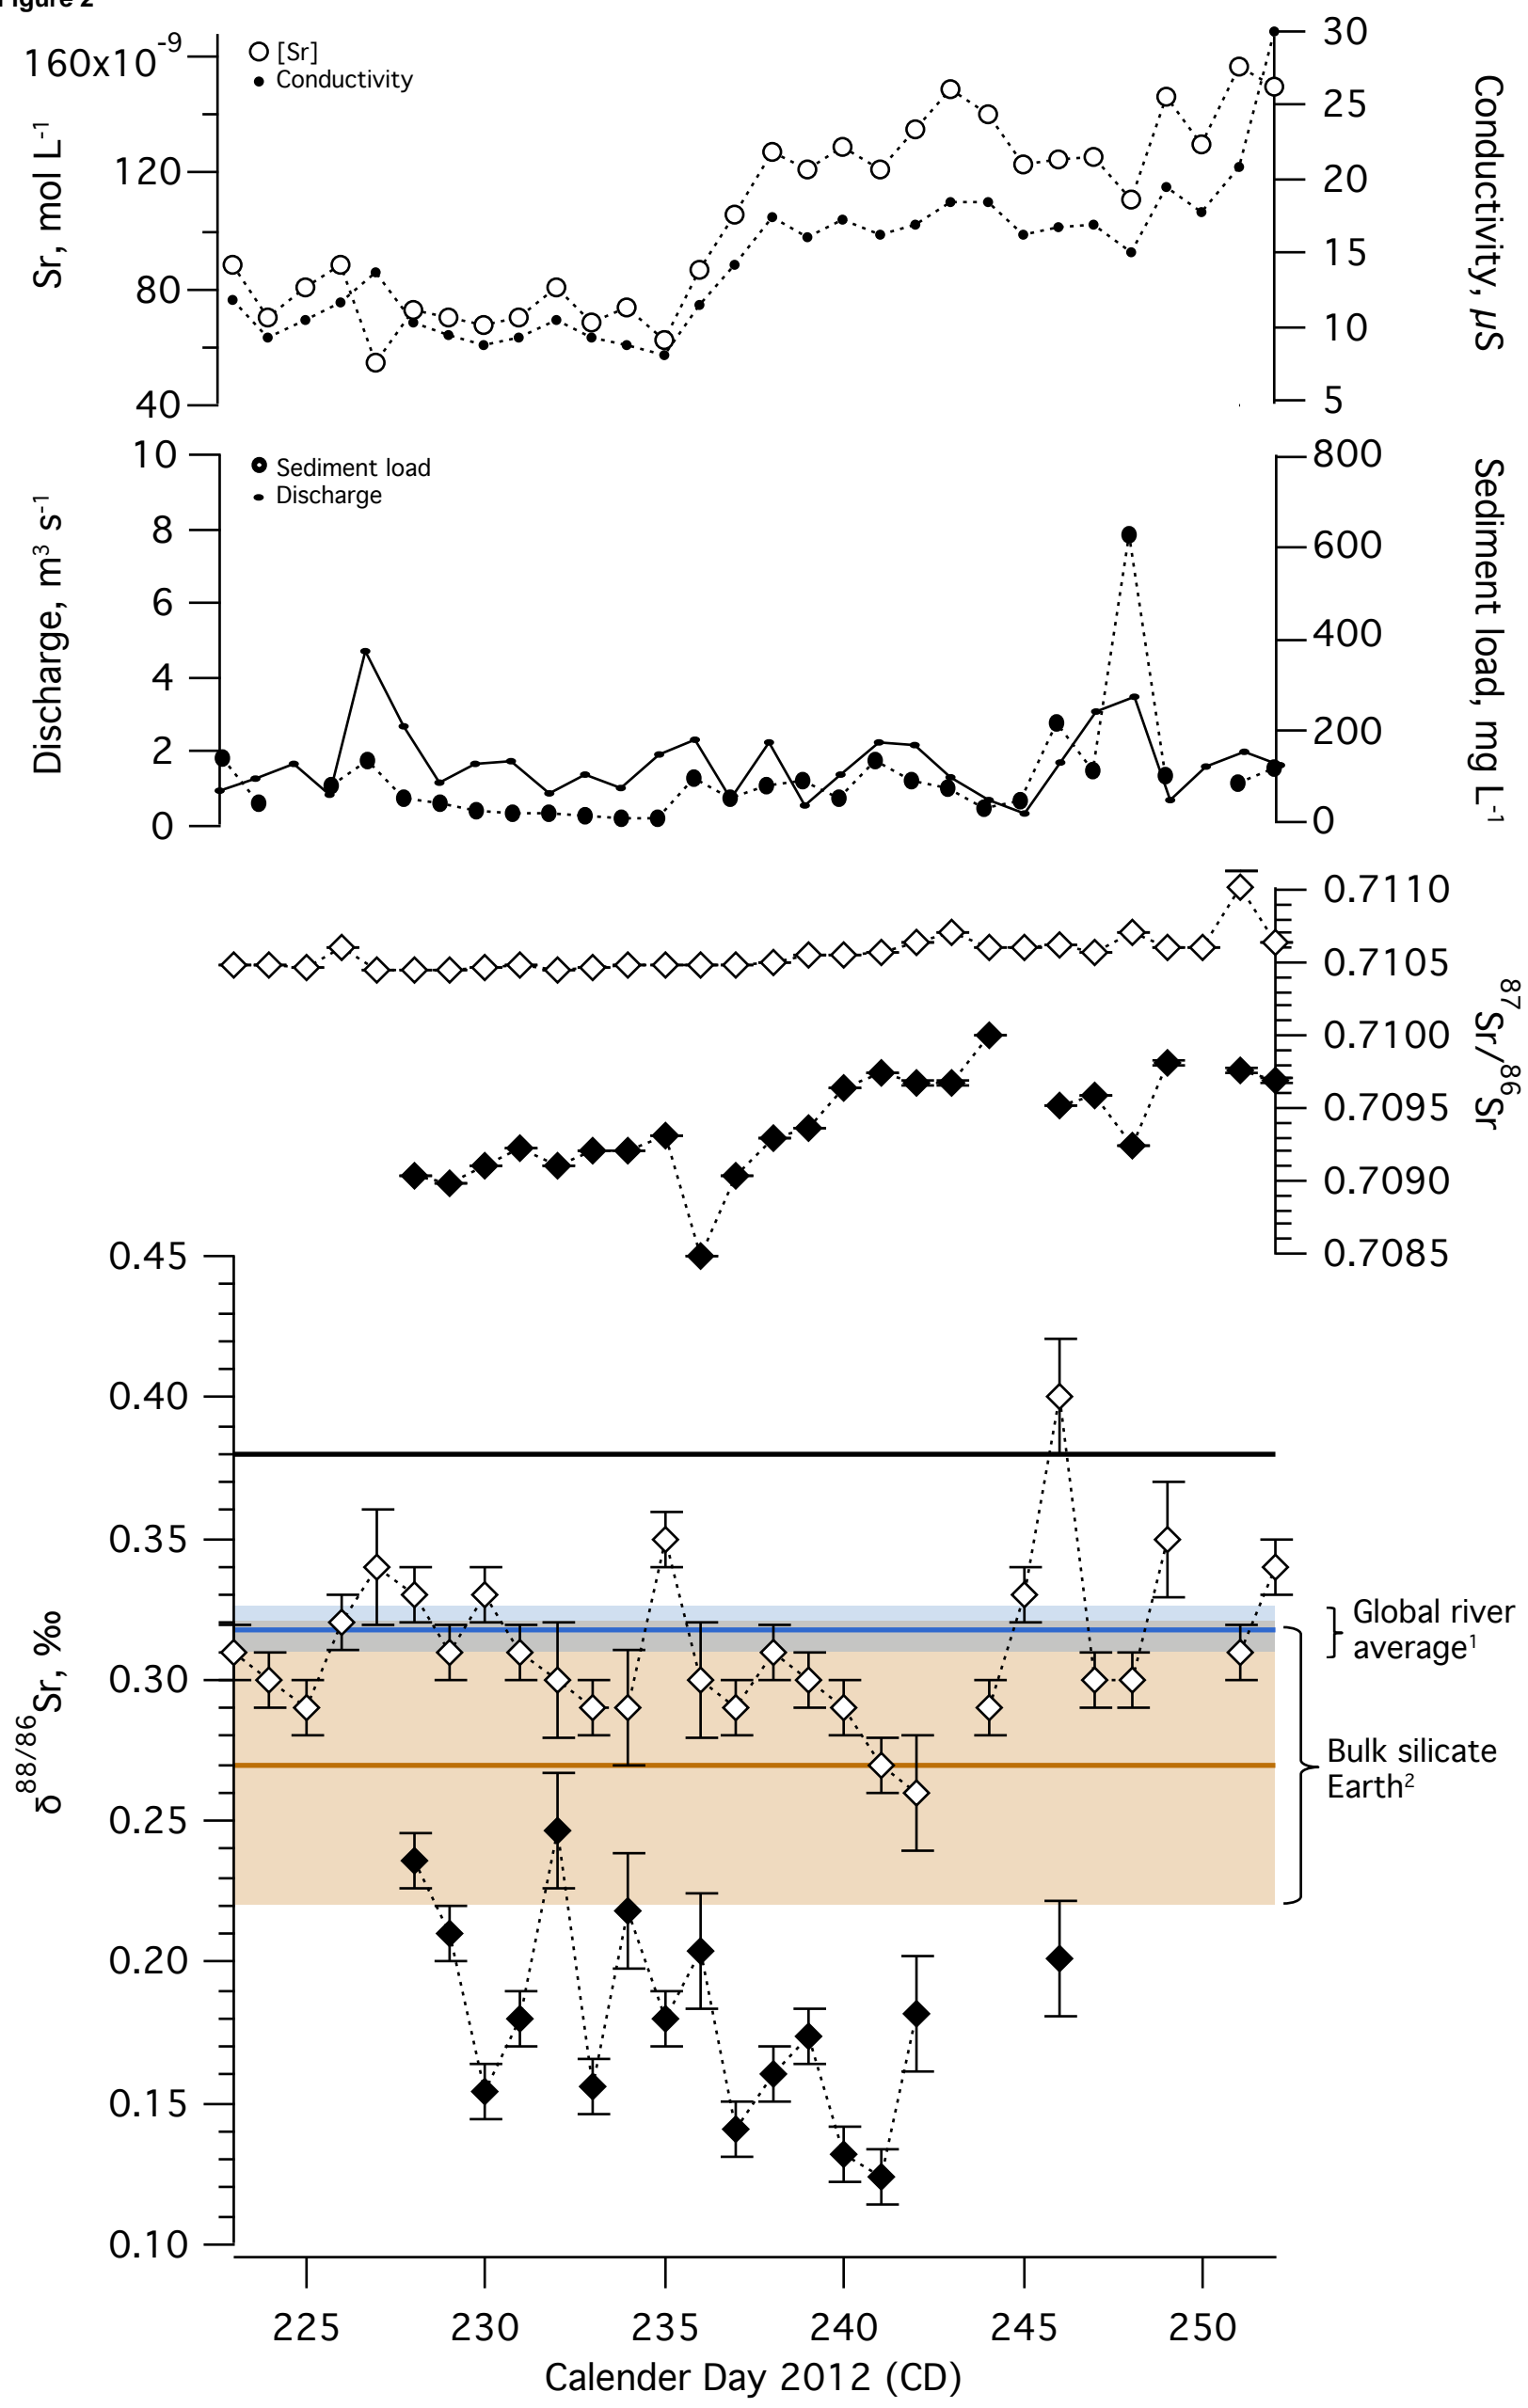 Figure 2
160x10-9
120
80
40
Sr, mol L-1
[Sr]
Conductivity
30
25
20
15
10
5
Conductivity, µS
10
8
6
4
2
0
Discharge, m3 s-1
Sediment load
Discharge
800
600
400
200
0
Sediment load, mg L-1
0.7110
0.7105
0.7100
0.7095
0.7090
0.7085
87Sr/86Sr
0.45
0.40
0.35
0.30
0.25
0.20
0.15
0.10
δ88/86Sr, ‰
Global river
average1
Bulk silicate
Earth2
225 230 235 240 245 250
Calender Day 2012 (CD)